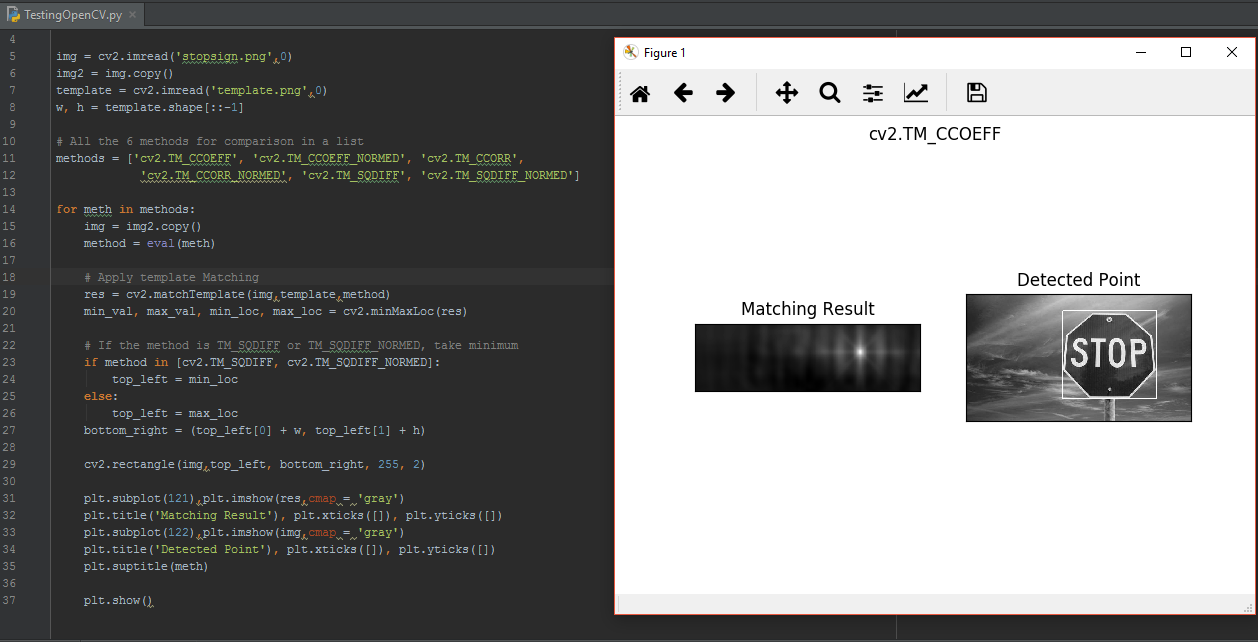 TestingOpenCV.py
4
5 img = cv2.imread('stopsign.png',0)
6 img2 = img.copy()
7 template = cv2.imread('template.png',0)
8 w, h = template.shape[::-1]
9
10 # All the 6 methods for comparison in a list
11 methods = ['cv2.TM_CCOEFF', 'cv2.TM_CCOEFF_NORMED', 'cv2.TM_CCORR',
12             'cv2.TM_CCORR_NORMED', 'cv2.TM_SQDIFF', 'cv2.TM_SQDIFF_NORMED']
13
14 for meth in methods:
15     img = img2.copy()
16     method = eval(meth)
17
18     # Apply template Matching
19     res = cv2.matchTemplate(img,template,method)
20     min_val, max_val, min_loc, max_loc = cv2.minMaxLoc(res)
21
22     # If the method is TM_SQDIFF or TM_SQDIFF_NORMED, take minimum
23     if method in [cv2.TM_SQDIFF, cv2.TM_SQDIFF_NORMED]:
24         top_left = min_loc
25     else:
26         top_left = max_loc
27     bottom_right = (top_left[0] + w, top_left[1] + h)
28
29     cv2.rectangle(img,top_left, bottom_right, 255, 2)
30
31     plt.subplot(121),plt.imshow(res,cmap = 'gray')
32     plt.title('Matching Result'), plt.xticks([]), plt.yticks([])
33     plt.subplot(122),plt.imshow(img,cmap = 'gray')
34     plt.title('Detected Point'), plt.xticks([]), plt.yticks([])
35     plt.suptitle(meth)
36
37     plt.show()
Figure 1
cv2.TM_CCOEFF
Matching Result
Detected Point
STOP